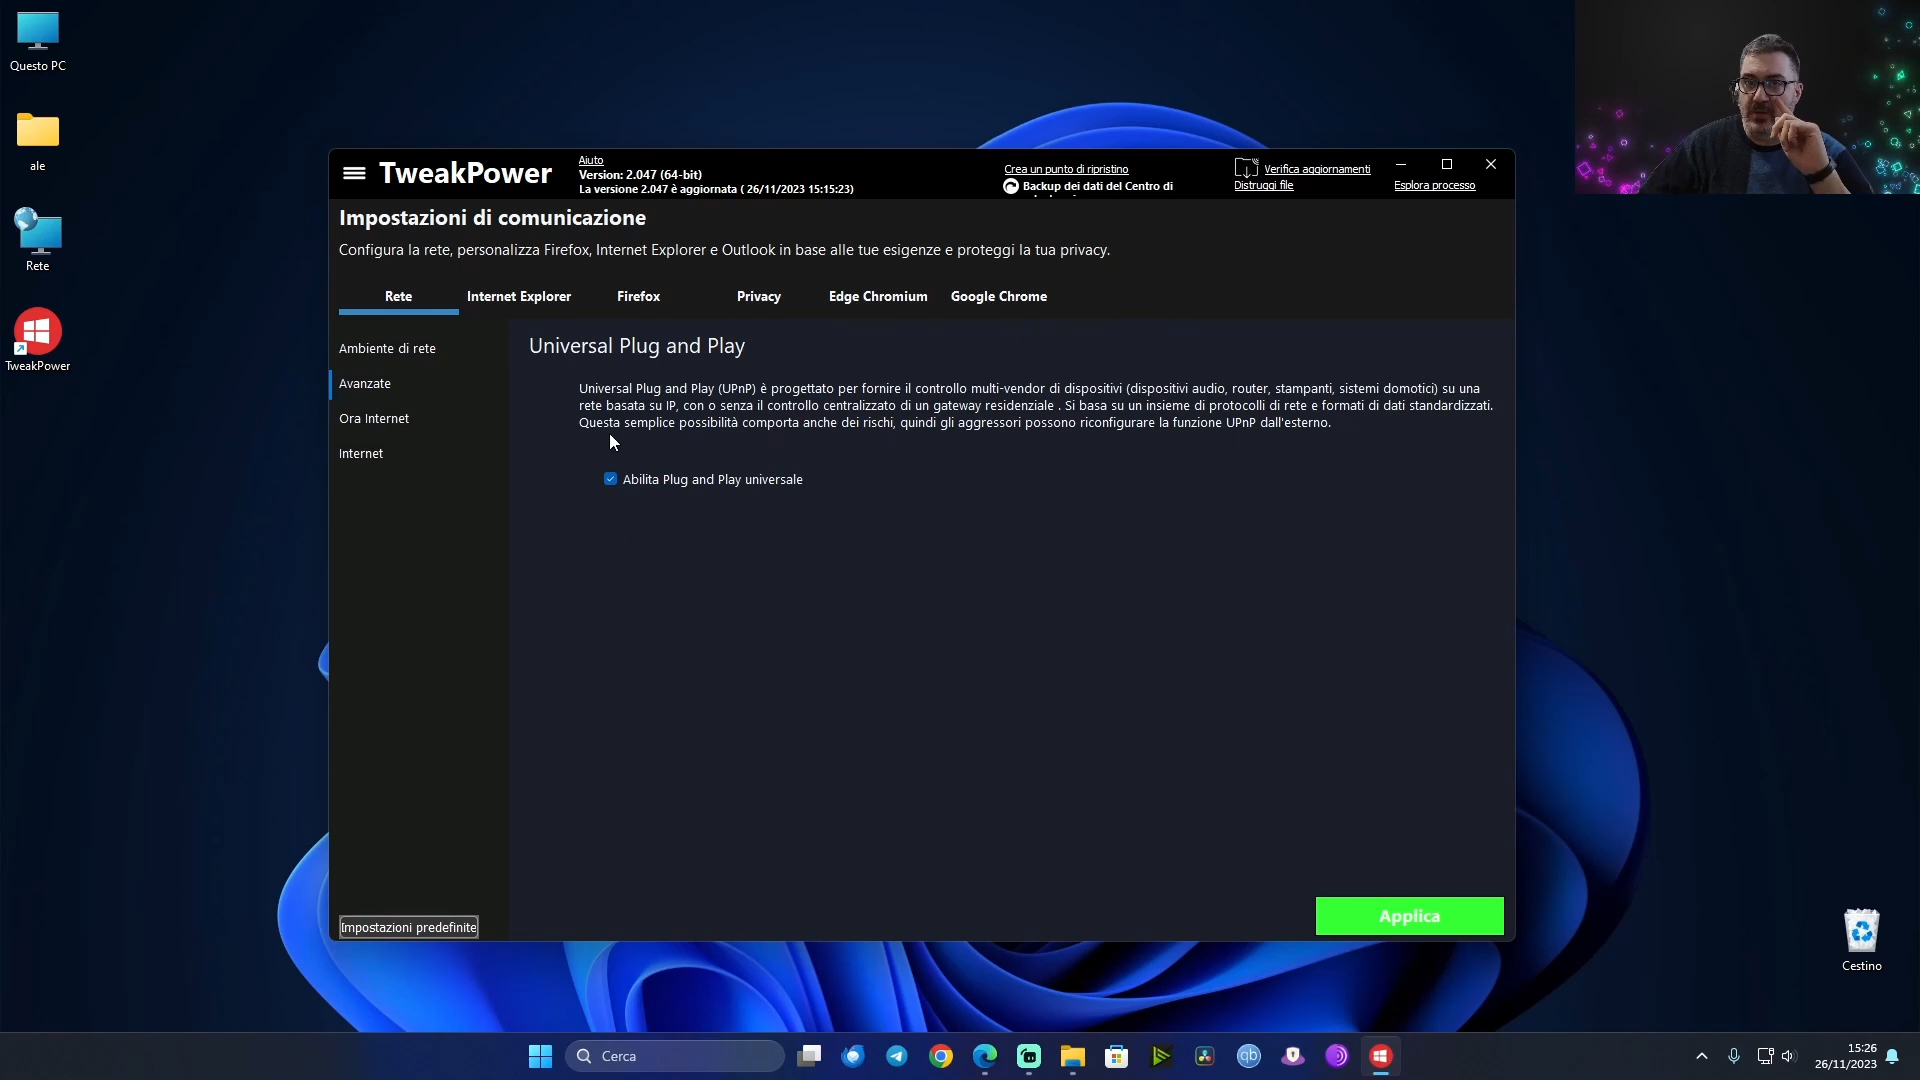 Questo PC
ale
Rete
TweakPower
TweakPower
Aiuto
Version: 2.047 (64-bit)
La versione 2.047 è aggiornata ( 26/11/2023 15:15:23)
Crea un punto di ripristino
Backup dei dati del Centro di
Verifica aggiornamenti
Distruggi file
Esplora processo
Impostazioni di comunicazione
Configura la rete, personalizza Firefox, Internet Explorer e Outlook in base alle tue esigenze e proteggi la tua privacy.
Rete
Internet Explorer
Firefox
Privacy
Edge Chromium
Google Chrome
Ambiente di rete
Avanzate
Ora Internet
Internet
Universal Plug and Play
Universal Plug and Play (UPnP) è progettato per fornire il controllo multi-vendor di dispositivi (dispositivi audio, router, stampanti, sistemi domotici) su una
rete basata su IP, con o senza il controllo centralizzato di un gateway residenziale . Si basa su un insieme di protocolli di rete e formati di dati standardizzati.
Questa semplice possibilità comporta anche dei rischi, quindi gli aggressori possono riconfigurare la funzione UPnP dall'esterno.
Abilita Plug and Play universale
Impostazioni predefinite
Applica
Cestino
Cerca
qb
15:26
26/11/2023